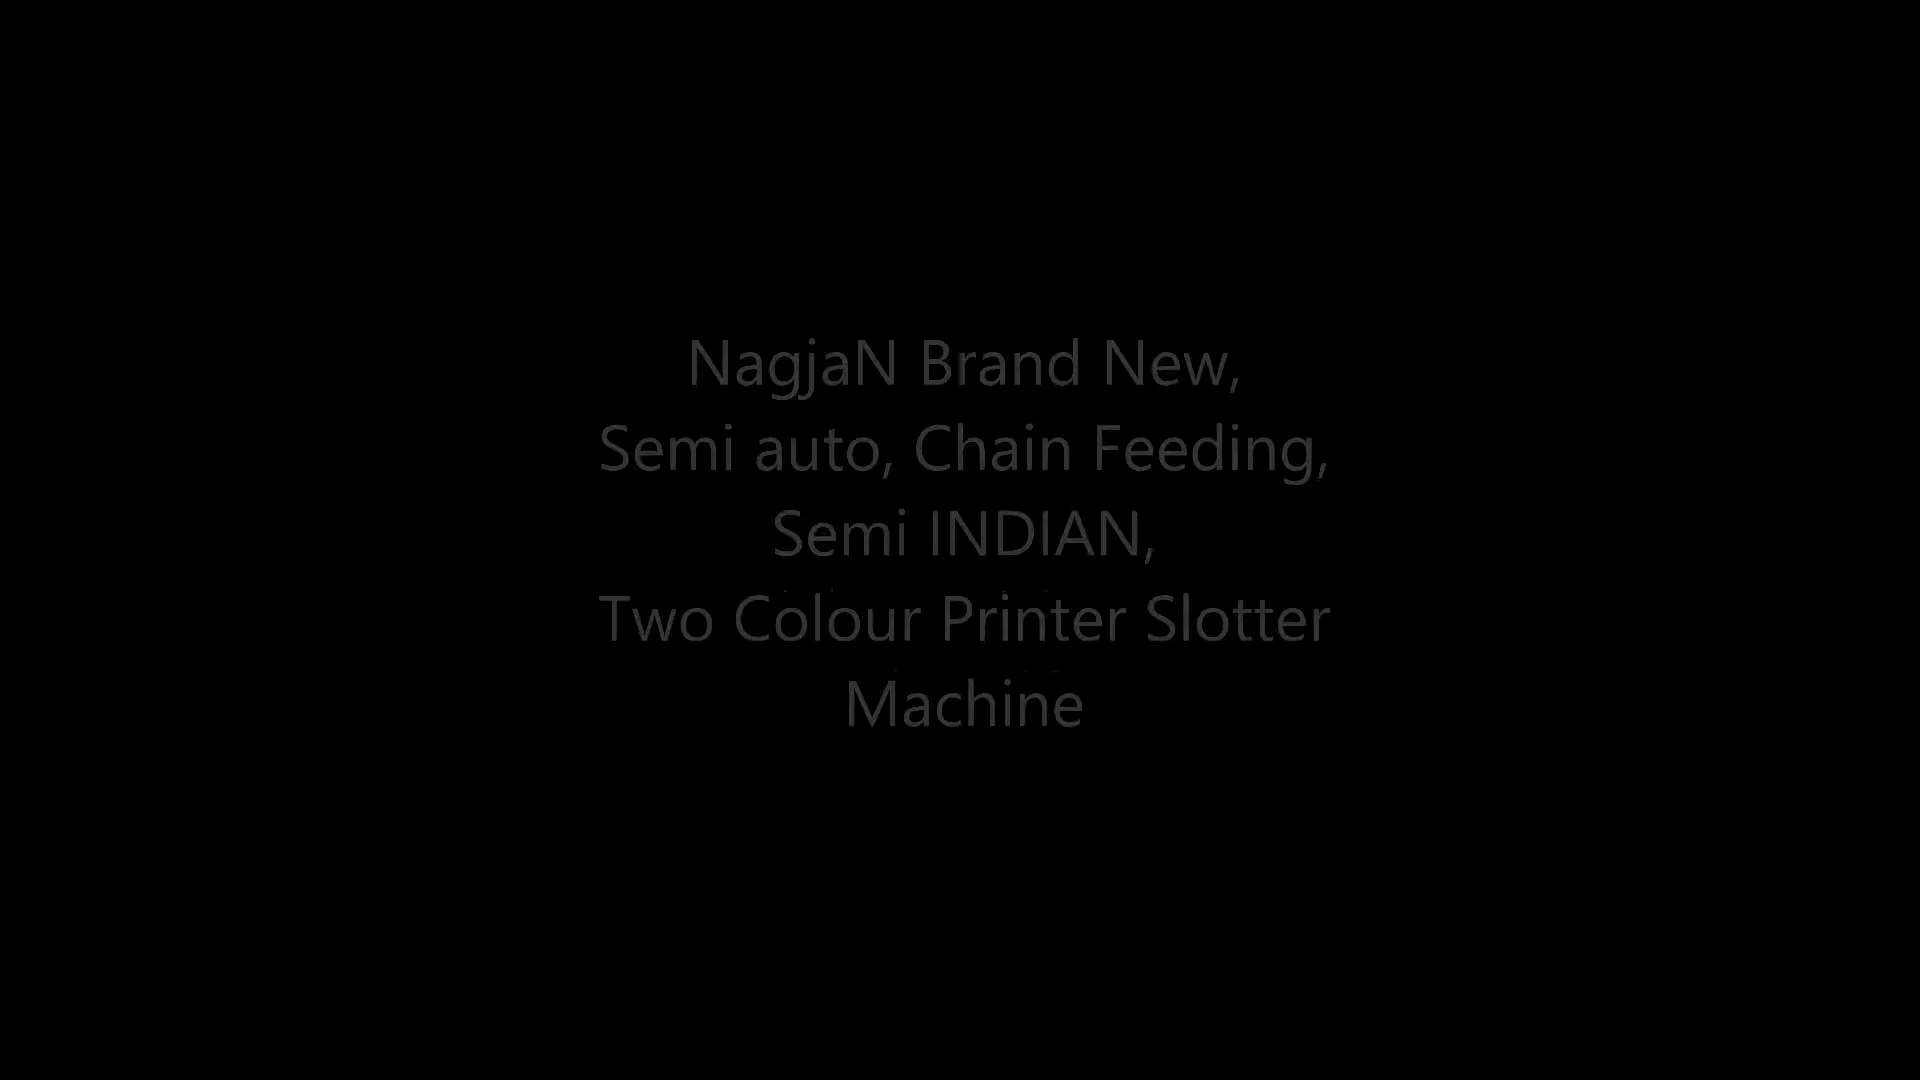 NagjaN Brand New,
Semi auto, Chain Feeding,
Semi INDIAN,
Two Colour Printer Slotter
Machine